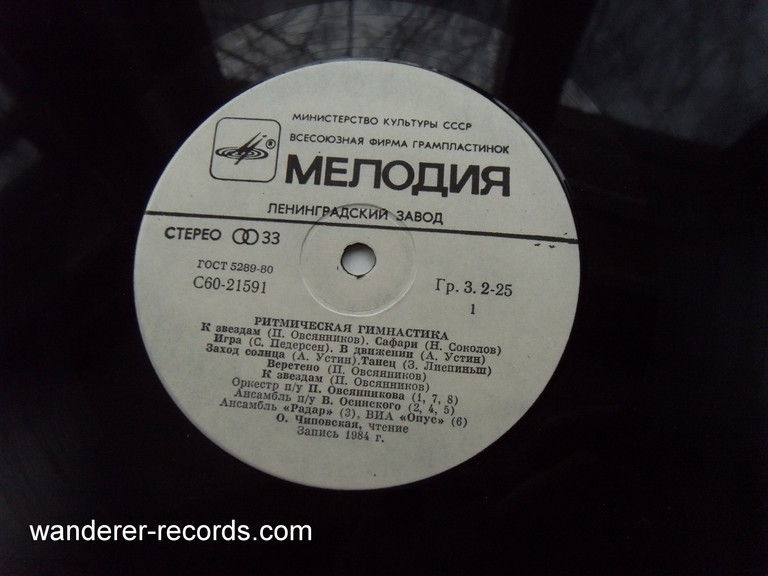 МИНИСТЕРСТВО КУЛЬТУРЫ СССР
ВСЕСОЮЗНАЯ ФИРМА ГРАМПЛАСТИНОК
®
МЕЛОДИЯ
ЛЕНИНГРАДСКИЙ ЗАВОД
СТЕРЕО 33
ГОСТ 5289-80
С60-21591
Гр. 3. 2-25
1
РИТМИЧЕСКАЯ ГИМНАСТИКА
К звездам (П. Овсянников). Сафари (Н. Соколов)
Игра (С. Педерсен). В движении (А. Устин)
Заход солнца (А. Устин).Танец (З. Лиепиньш)
Веретено (П. Овсянников)
К звездам (П. Овсянников)
Оркестр п/у П. Овсянникова (1, 7, 8)
Ансамбль п/у В. Осинского (2, 4, 5)
Ансамбль «Радар» (3), ВИА «Опус» (6)
О. Чиповская, чтение
Запись 1984 г.
wanderer-records.com